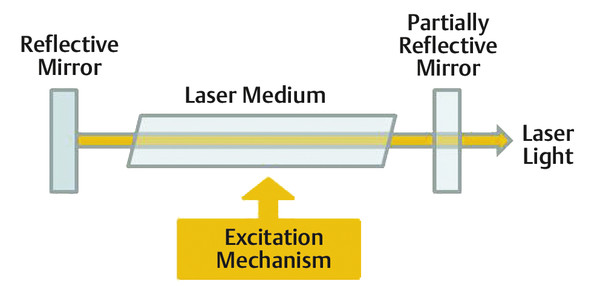 Reflective
Mirror
Laser Medium
Partially
Reflective
Mirror
Laser
Light
Excitation
Mechanism